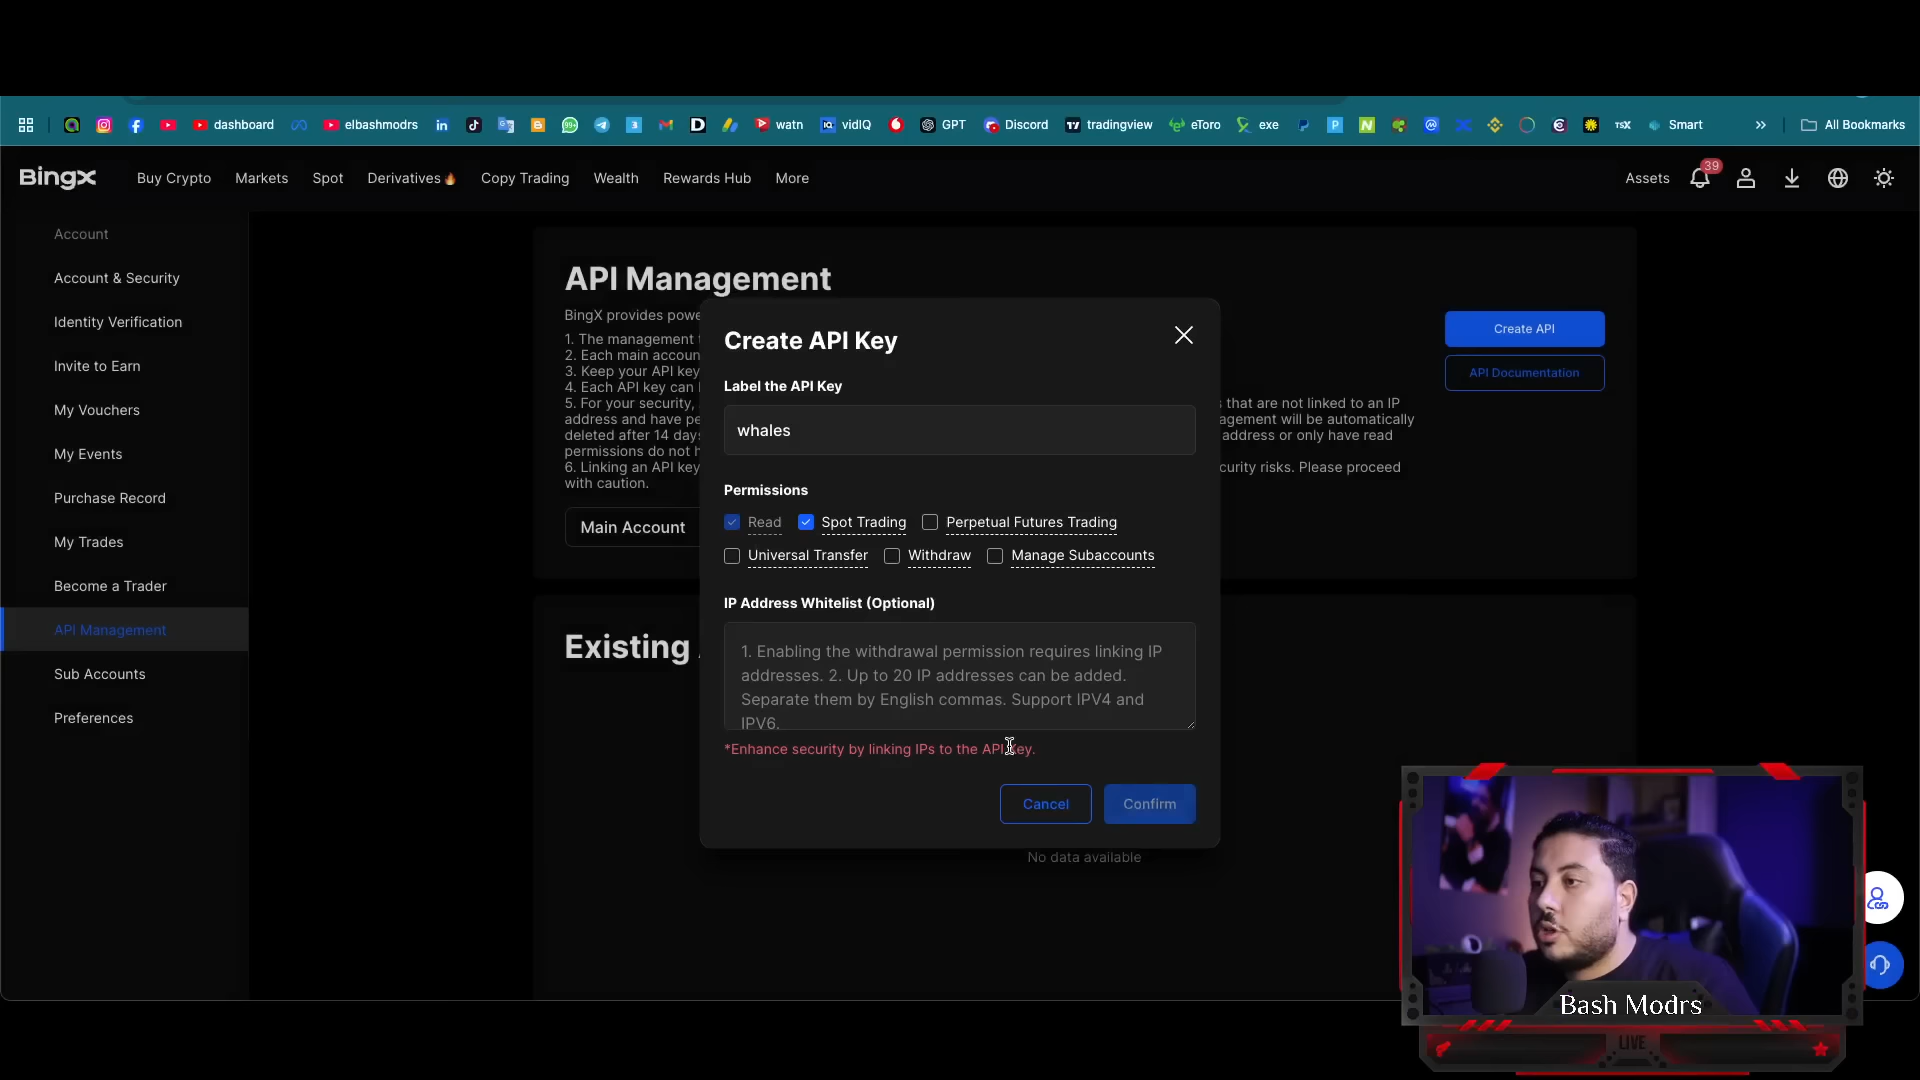 dashboard
elbashmodrs
watn
vidIQ
GPT
Discord
tradingview
eToro
exe
TSX
Smart
All Bookmarks
BingX
Buy Crypto
Markets
Spot
Derivatives
Copy Trading
Wealth
Rewards Hub
More
Assets
39
Account
Account & Security
Identity Verification
Invite to Earn
My Vouchers
My Events
Purchase Record
My Trades
Become a Trader
API Management
Sub Accounts
Preferences
API Management
BingX provides
1. The management
2. Each main
3. Keep your API
4. Each API key can
5. For your security, that are not linked to an IP
address and have agement will be automatically
deleted after 14 address or only have read
permissions do not
6. Linking an API key curity risks. Please proceed
with caution.
Create API
API Documentation
Main Account
Existing
No data available
Create API Key
Label the API Key
whales
Permissions
Read
Spot Trading
Perpetual Futures Trading
Universal Transfer
Withdraw
Manage Subaccounts
IP Address Whitelist (Optional)
1. Enabling the withdrawal permission requires linking IP
addresses. 2. Up to 20 IP addresses can be added.
Separate them by English commas. Support IPV4 and
IPV6.
*Enhance security by linking IPs to the API Key.
Cancel
Confirm
Bash Modrs
LIVE